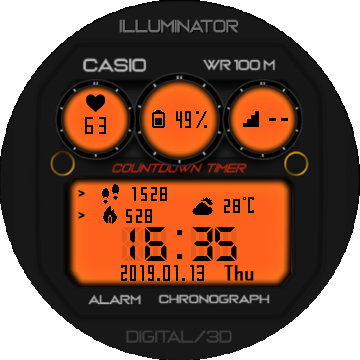 ILLUMINATOR
CASIO WR 100 M
63 49% --
COUNTDOWN TIMER
> 1528
> 528 28°C
16:35
2019.01.13 Thu
ALARM CHRONOGRAPH
DIGITAL/3D